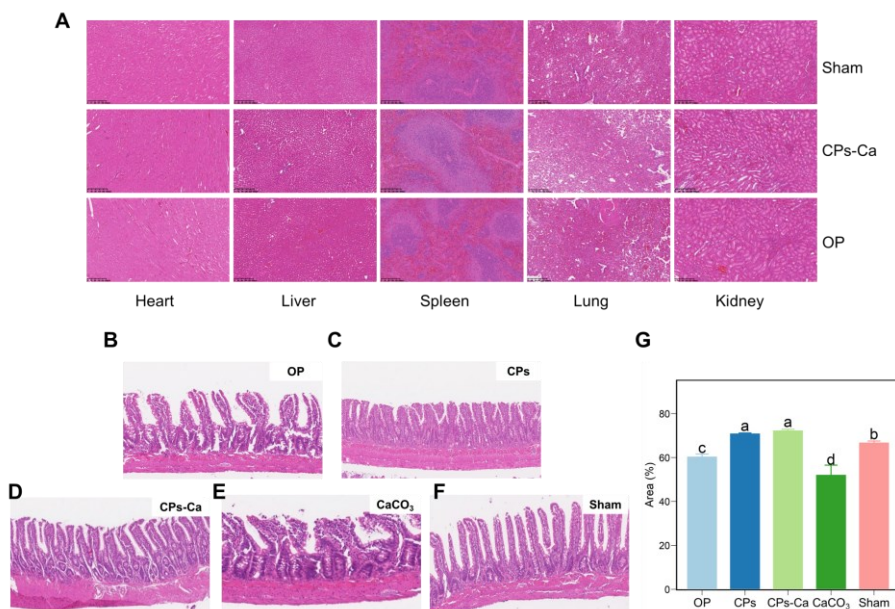 A
Sham
CPs-Ca
OP
Heart Liver Spleen Lung Kidney
B
OP
C
CPs
D
CPs-Ca
E
CaCO₃
F
Sham
G
Area (%)
80
60
40
20
0
c a a d b
OP CPs CPs-Ca CaCO₃ Sham